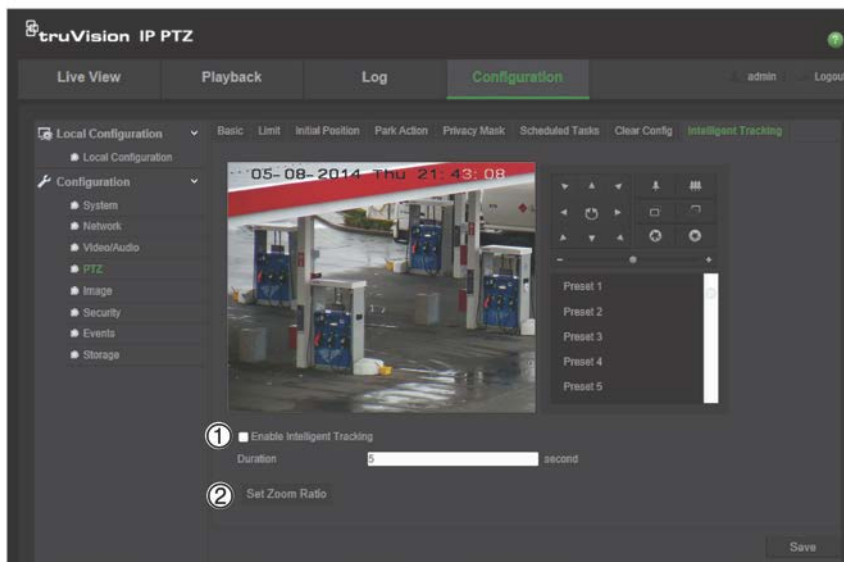 truVision IP PTZ
?
Live View
Playback
Log
Configuration
admin
Logou
Local Configuration
Local Configuration
Configuration
System
Network
Video/Audio
PTZ
Image
Security
Events
Storage
Basic
Limit
Initial Position
Park Action
Privacy Mask
Scheduled Tasks
Clear Config
Intelligent Tracking
05-08-2014 Thu 21:43:08
Preset 1
Preset 2
Preset 3
Preset 4
Preset 5
① Enable Intelligent Tracking
Duration 5 second
② Set Zoom Ratio
Save